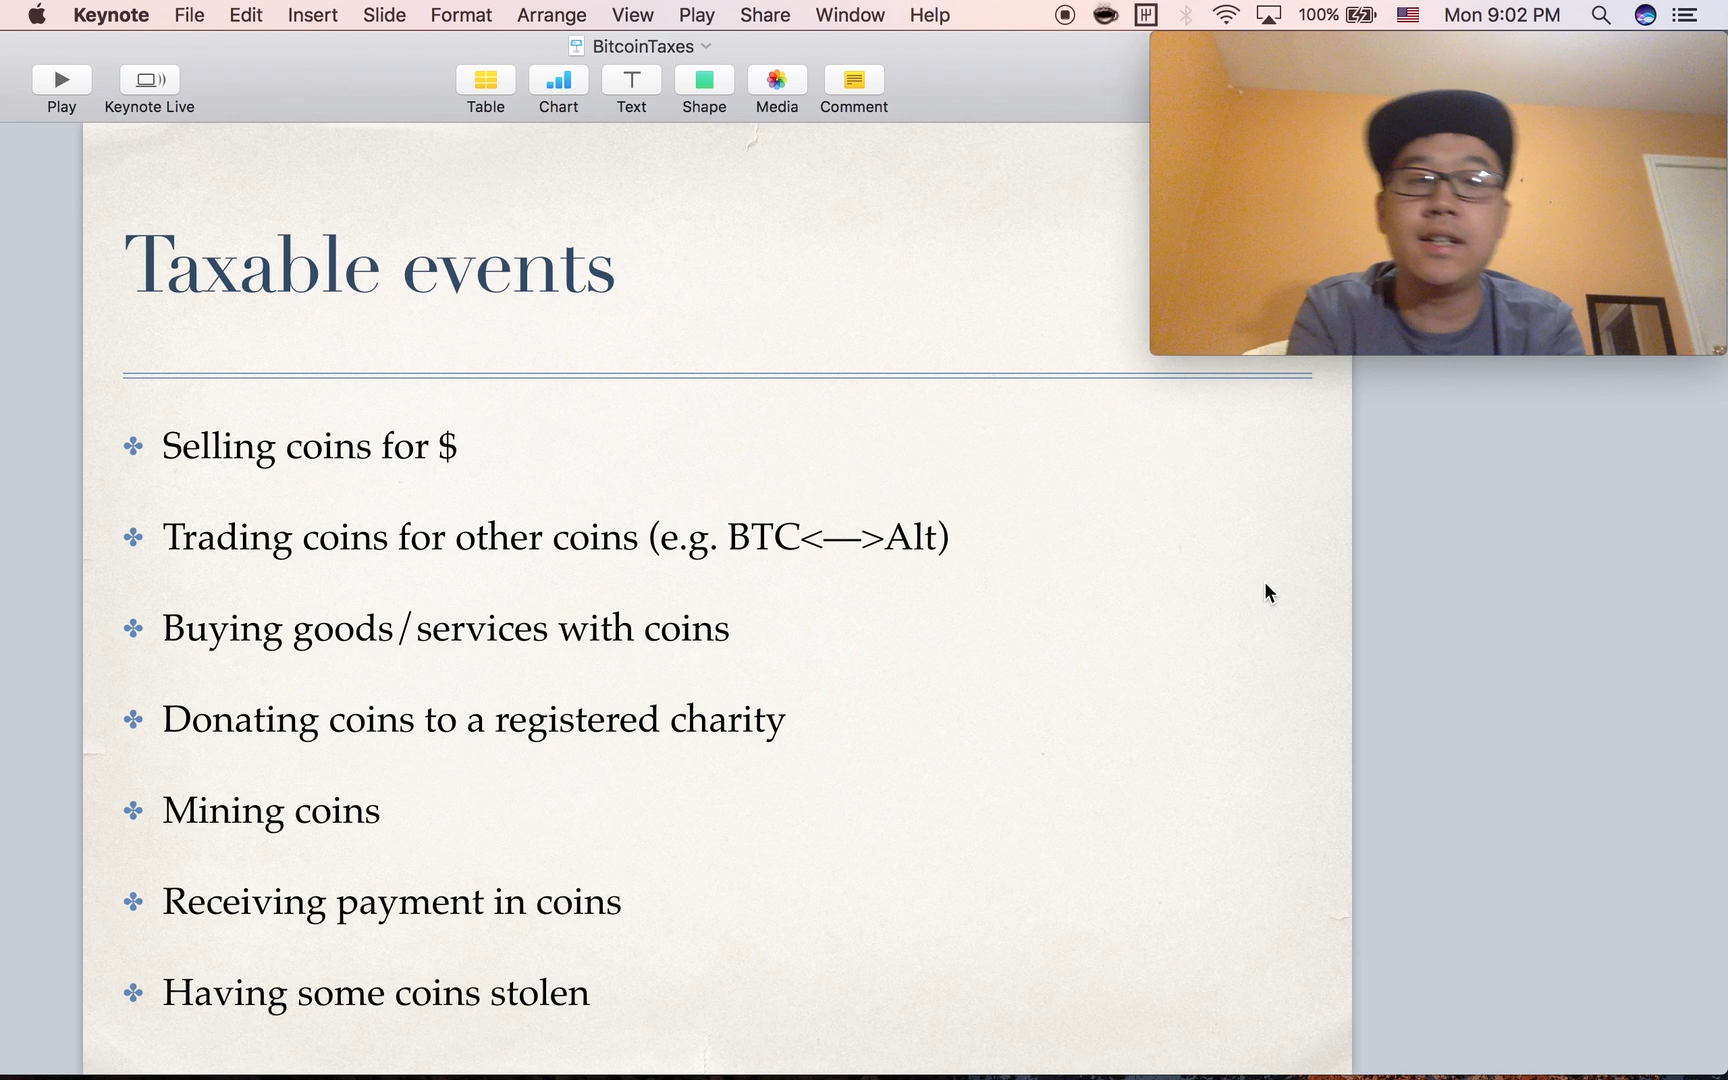 Keynote File Edit Insert Slide Format Arrange View Play Share Window Help 100% Mon 9:02 PM
BitcoinTaxes
Play Keynote Live Table Chart Text Shape Media Comment
Taxable events
Selling coins for $
Trading coins for other coins (e.g. BTC<—>Alt)
Buying goods/services with coins
Donating coins to a registered charity
Mining coins
Receiving payment in coins
Having some coins stolen